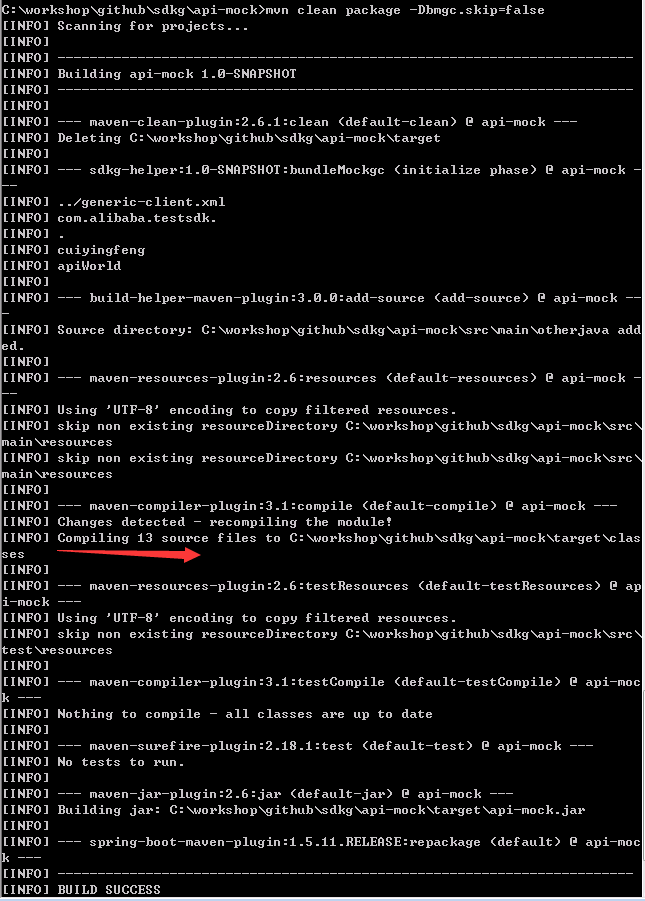 C:\workshop\github\sdkg\api-mock>mvn clean package -Dbmgc.skip=false
[INFO] Scanning for projects...
[INFO]
[INFO] ------------------------------------------------------------------------
[INFO] Building api-mock 1.0-SNAPSHOT
[INFO] ------------------------------------------------------------------------
[INFO]
[INFO] --- maven-clean-plugin:2.6.1:clean (default-clean) @ api-mock ---
[INFO] Deleting C:\workshop\github\sdkg\api-mock\target
[INFO]
[INFO] --- sdkg-helper:1.0-SNAPSHOT:bundleMockgc (initialize phase) @ api-mock -
--
[INFO] ../generic-client.xml
[INFO] com.alibaba.testsdk.
[INFO] .
[INFO] cuiyingfeng
[INFO] apiWorld
[INFO]
[INFO] --- build-helper-maven-plugin:3.0.0:add-source (add-source) @ api-mock --
-
[INFO] Source directory: C:\workshop\github\sdkg\api-mock\src\main\otherjava add
ed.
[INFO]
[INFO] --- maven-resources-plugin:2.6:resources (default-resources) @ api-mock -
--
[INFO] Using 'UTF-8' encoding to copy filtered resources.
[INFO] skip non existing resourceDirectory C:\workshop\github\sdkg\api-mock\src\
main\resources
[INFO] skip non existing resourceDirectory C:\workshop\github\sdkg\api-mock\src\
main\resources
[INFO]
[INFO] --- maven-compiler-plugin:3.1:compile (default-compile) @ api-mock ---
[INFO] Changes detected - recompiling the module!
[INFO] Compiling 13 source files to C:\workshop\github\sdkg\api-mock\target\clas
ses
[INFO]
[INFO] --- maven-resources-plugin:2.6:testResources (default-testResources) @ ap
i-mock ---
[INFO] Using 'UTF-8' encoding to copy filtered resources.
[INFO] skip non existing resourceDirectory C:\workshop\github\sdkg\api-mock\src\
test\resources
[INFO]
[INFO] --- maven-compiler-plugin:3.1:testCompile (default-testCompile) @ api-moc
k ---
[INFO] Nothing to compile - all classes are up to date
[INFO]
[INFO] --- maven-surefire-plugin:2.18.1:test (default-test) @ api-mock ---
[INFO] No tests to run.
[INFO]
[INFO] --- maven-jar-plugin:2.6:jar (default-jar) @ api-mock ---
[INFO] Building jar: C:\workshop\github\sdkg\api-mock\target\api-mock.jar
[INFO]
[INFO] --- spring-boot-maven-plugin:1.5.11.RELEASE:repackage (default) @ api-moc
k ---
[INFO] ------------------------------------------------------------------------
[INFO] BUILD SUCCESS